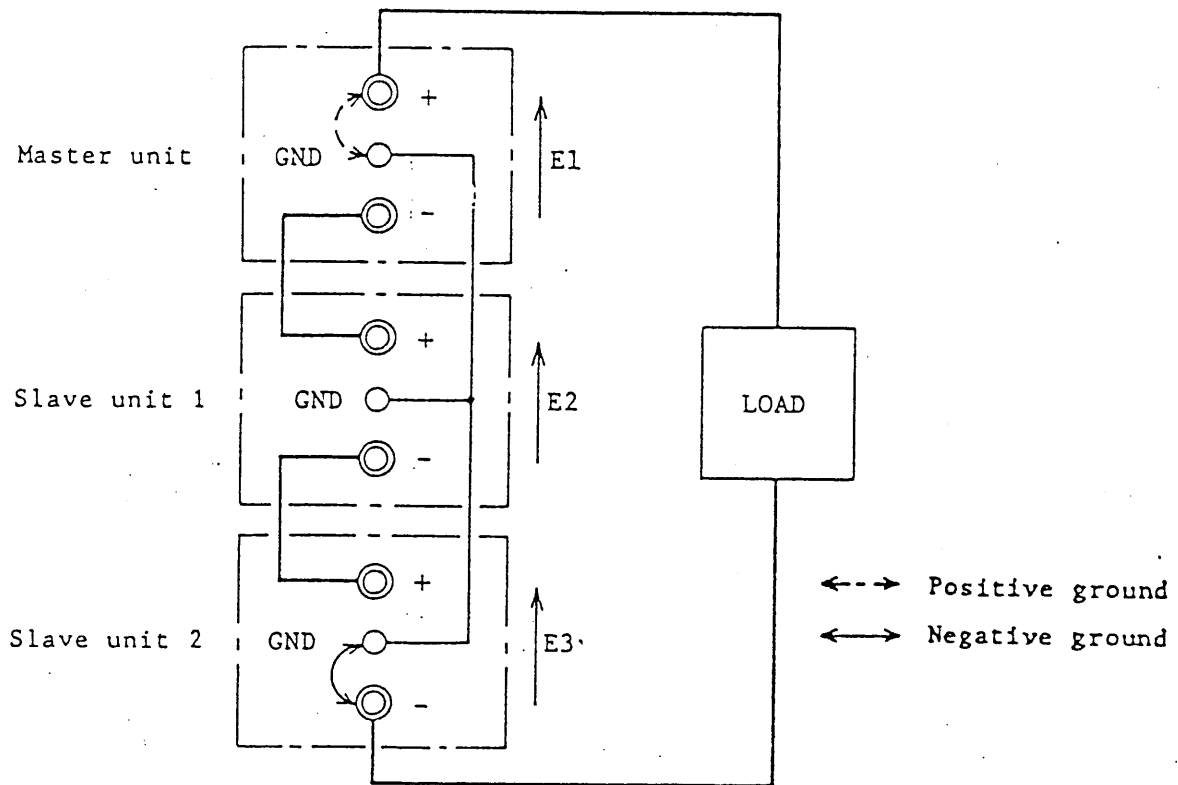 +
Master unit
GND
E1
-
+
Slave unit 1
GND
E2
LOAD
-
+
Positive ground
Slave unit 2
GND
E3
Negative ground
-